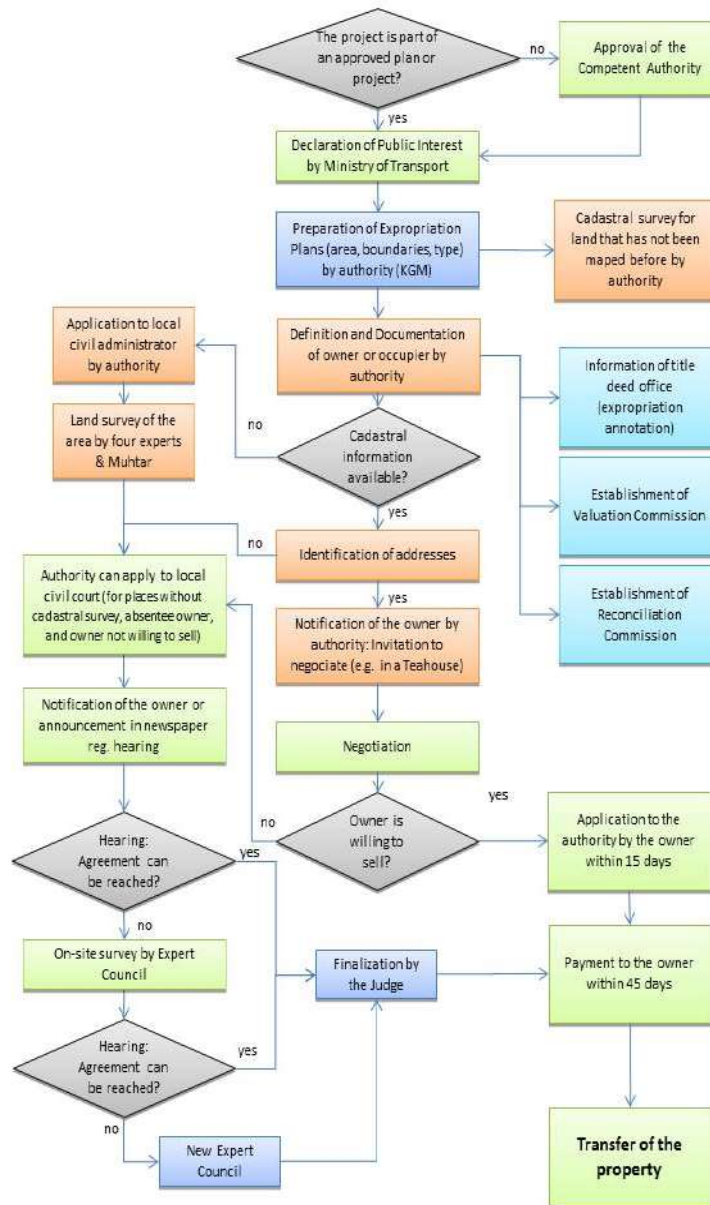 The project is part of
an approved plan or
project?
no
Approval of the
Competent Authority
yes
Declaration of Public Interest
by Ministry of Transport
Preparation of Expropriation
Plans (area, boundaries, type)
by authority (KGM)
Cadastral survey for
land that has not been
maped before by
authority
Application to local
civil administrator
by authority
Definition and Documentation
of owner or occupier by
authority
Information of title
deed office
(expropriation
annotation)
Land survey of the
area by four experts
& Muhtar
no
Cadastral
information
available?
yes
Establishment of
Valuation Commission
no
Identification of addresses
yes
Authority can apply to local
civil court (for places without
cadastral survey, absentee owner,
and owner not willing to sell)
Establishment of
Reconciliation
Commission
Notification of the owner by
authority: Invitation to
negociate (e.g. in a Teahouse)
Notification of the owner or
announcement in newspaper
reg. hearing
Negotiation
no
Owner is
willing to
sell?
yes
Application to the
authority by the owner
within 15 days
Hearing:
Agreement can
be reached?
yes
no
On-site survey by Expert
Council
Finalization by
the Judge
Payment to the owner
within 45 days
Hearing:
Agreement can
be reached?
yes
no
New Expert
Council
Transfer of the
property